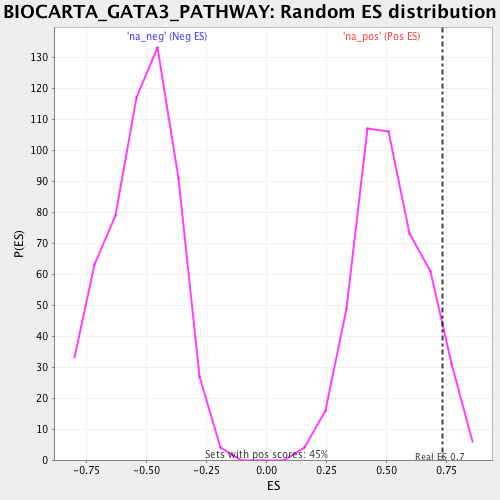 BIOCARTA_GATA3_PATHWAY: Random ES distribution
'na_neg' (Neg ES)
'na_pos' (Pos ES)
130
120
110
100
90
80
70
60
50
40
30
20
10
0
P(ES)
Sets with pos scores: 45%
Real ES 0.7
-0.75 -0.50 -0.25 0.00 0.25 0.50 0.75
ES